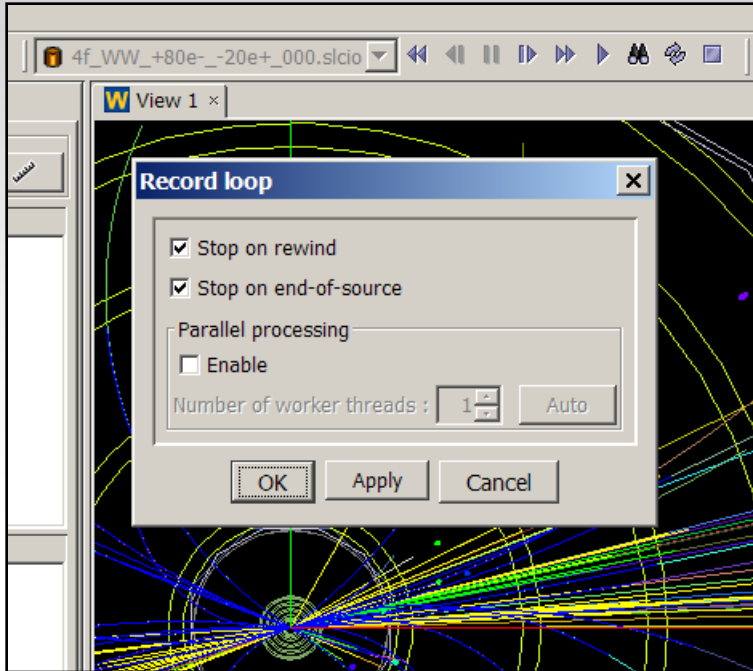 4f_WW_+80e-_-20e+_000.slcio
W View 1 ×
Record loop
Stop on rewind
Stop on end-of-source
Parallel processing
Enable
Number of worker threads : 1 Auto
OK Apply Cancel